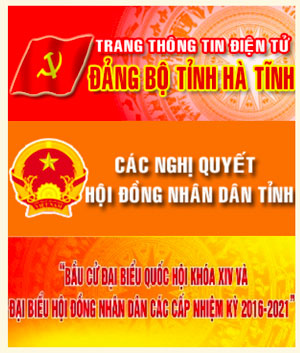 TRANG THÔNG TIN ĐIỆN TỬ
ĐẢNG BỘ TỈNH HÀ TĨNH
CÁC NGHỊ QUYẾT
HỘI ĐỒNG NHÂN DÂN TỈNH
"BẦU CỬ ĐẠI BIỂU QUỐC HỘI KHÓA XIV VÀ
ĐẠI BIỂU HỘI ĐỒNG NHÂN DÂN CÁC CẤP NHIỆM KỲ 2016-2021"